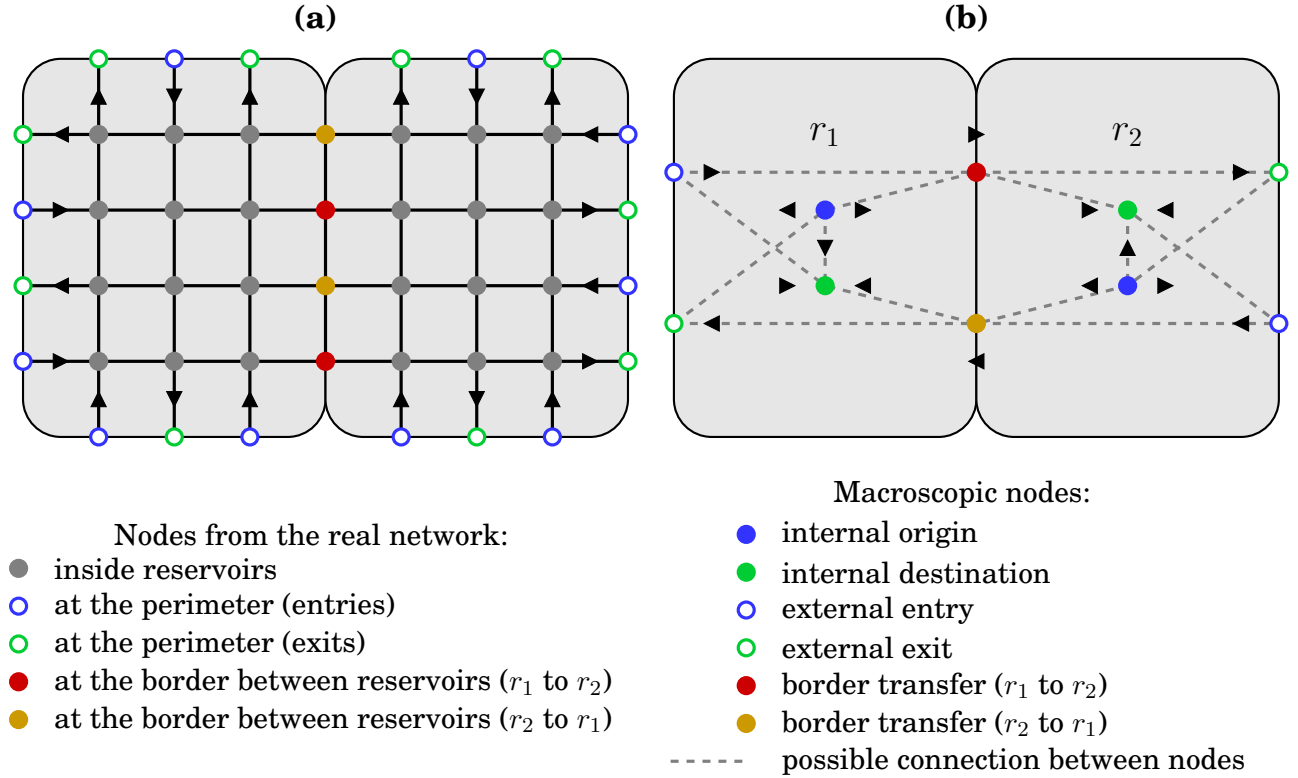 (a)
(b)
r1
r2
Nodes from the real network:
inside reservoirs
at the perimeter (entries)
at the perimeter (exits)
at the border between reservoirs (r1 to r2)
at the border between reservoirs (r2 to r1)
Macroscopic nodes:
internal origin
internal destination
external entry
external exit
border transfer (r1 to r2)
border transfer (r2 to r1)
possible connection between nodes